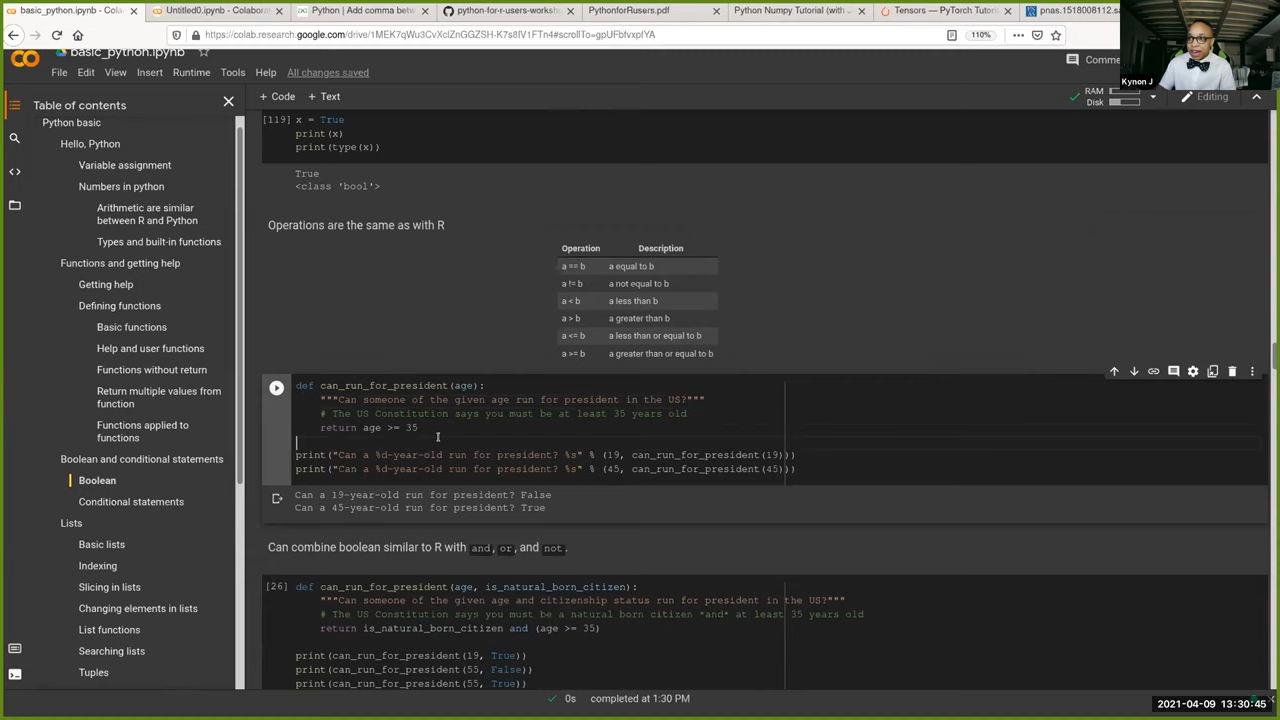 basic_python.ipynb - Colab
Untitled0.ipynb - Colabora
Python | Add comma betw
python-for-r-users-worksh
PythonforRusers.pdf
Python Numpy Tutorial (with
Tensors — PyTorch Tutoria
pnas.1518008112.sa
110%
basic_python.ipynb
File Edit View Insert Runtime Tools Help All changes saved
Comme
Kynon J
Table of contents
+ Code + Text
RAM
Disk
Editing
Python basic
Hello, Python
Variable assignment
Numbers in python
Arithmetic are similar
between R and Python
Types and built-in functions
Functions and getting help
Getting help
Defining functions
Basic functions
Help and user functions
Functions without return
Return multiple values from
function
Functions applied to
functions
Boolean and conditional statements
Boolean
Conditional statements
Lists
Basic lists
Indexing
Slicing in lists
Changing elements in lists
List functions
Searching lists
Tuples
[119] x = True
print(x)
print(type(x))
True
<class 'bool'>
Operations are the same as with R
Operation Description
a == b a equal to b
a != b a not equal to b
a < b a less than b
a > b a greater than b
a <= b a less than or equal to b
a >= b a greater than or equal to b
def can_run_for_president(age):
"""Can someone of the given age run for president in the US?"""
# The US Constitution says you must be at least 35 years old
return age >= 35
print("Can a %d-year-old run for president? %s" % (19, can_run_for_president(19)))
print("Can a %d-year-old run for president? %s" % (45, can_run_for_president(45)))
Can a 19-year-old run for president? False
Can a 45-year-old run for president? True
Can combine boolean similar to R with and, or, and not.
[26] def can_run_for_president(age, is_natural_born_citizen):
"""Can someone of the given age and citizenship status run for president in the US?"""
# The US Constitution says you must be a natural born citizen *and* at least 35 years old
return is_natural_born_citizen and (age >= 35)
print(can_run_for_president(19, True))
print(can_run_for_president(55, False))
print(can_run_for_president(55, True))
0s completed at 1:30 PM
2021-04-09 13:30:45